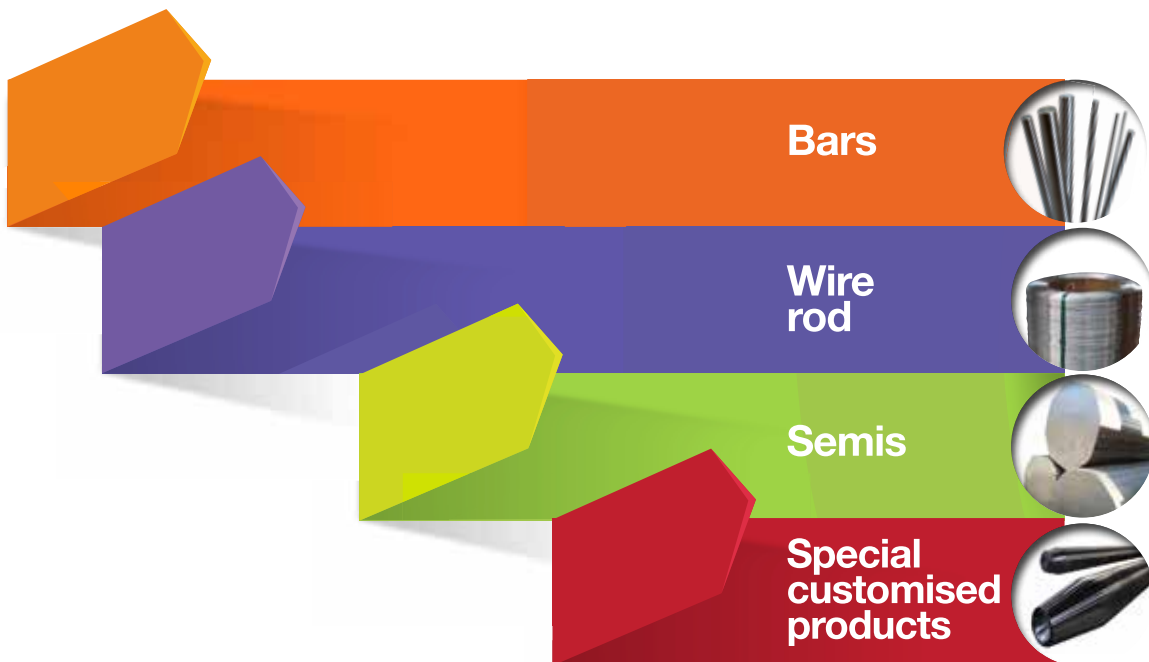 Bars
Wire
rod
Semis
Special
customised
products